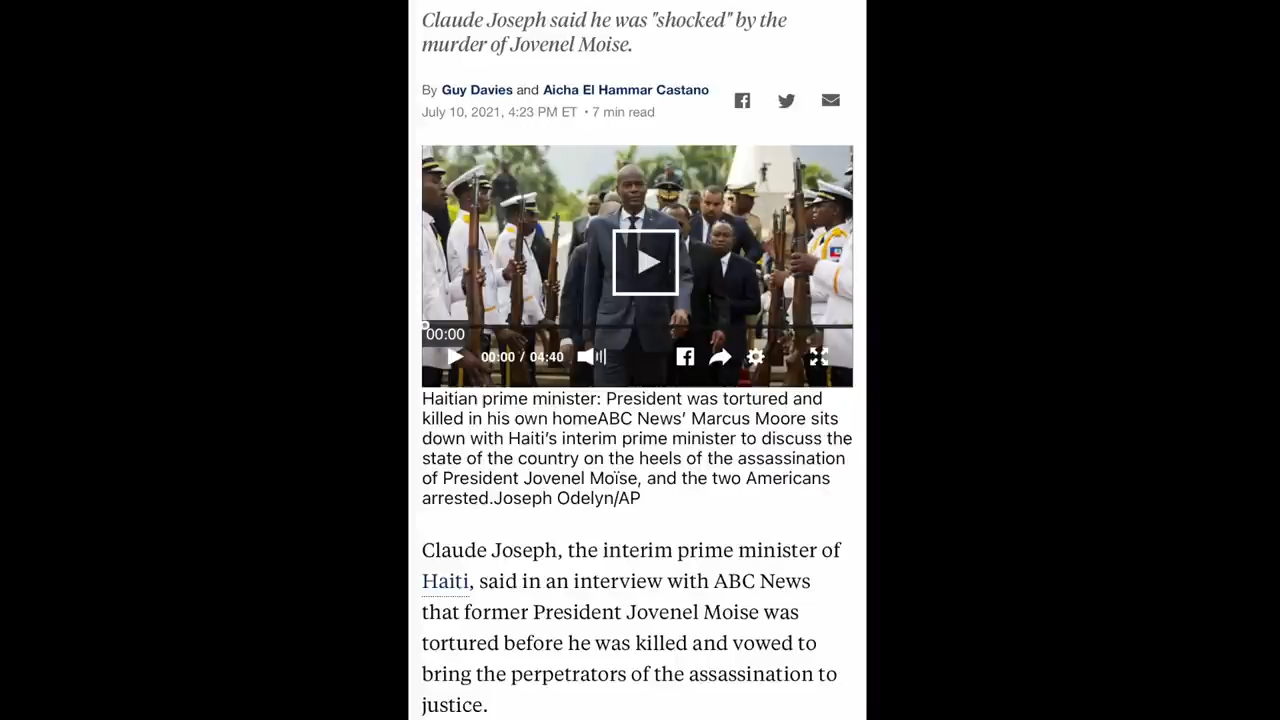 Claude Joseph said he was "shocked" by the
murder of Jovenel Moise.
By Guy Davies and Aicha El Hammar Castano
July 10, 2021, 4:23 PM ET • 7 min read
00:00
00:00 / 04:40
Haitian prime minister: President was tortured and
killed in his own homeABC News’ Marcus Moore sits
down with Haiti’s interim prime minister to discuss the
state of the country on the heels of the assassination
of President Jovenel Moïse, and the two Americans
arrested.Joseph Odelyn/AP
Claude Joseph, the interim prime minister of
Haiti, said in an interview with ABC News
that former President Jovenel Moise was
tortured before he was killed and vowed to
bring the perpetrators of the assassination to
justice.